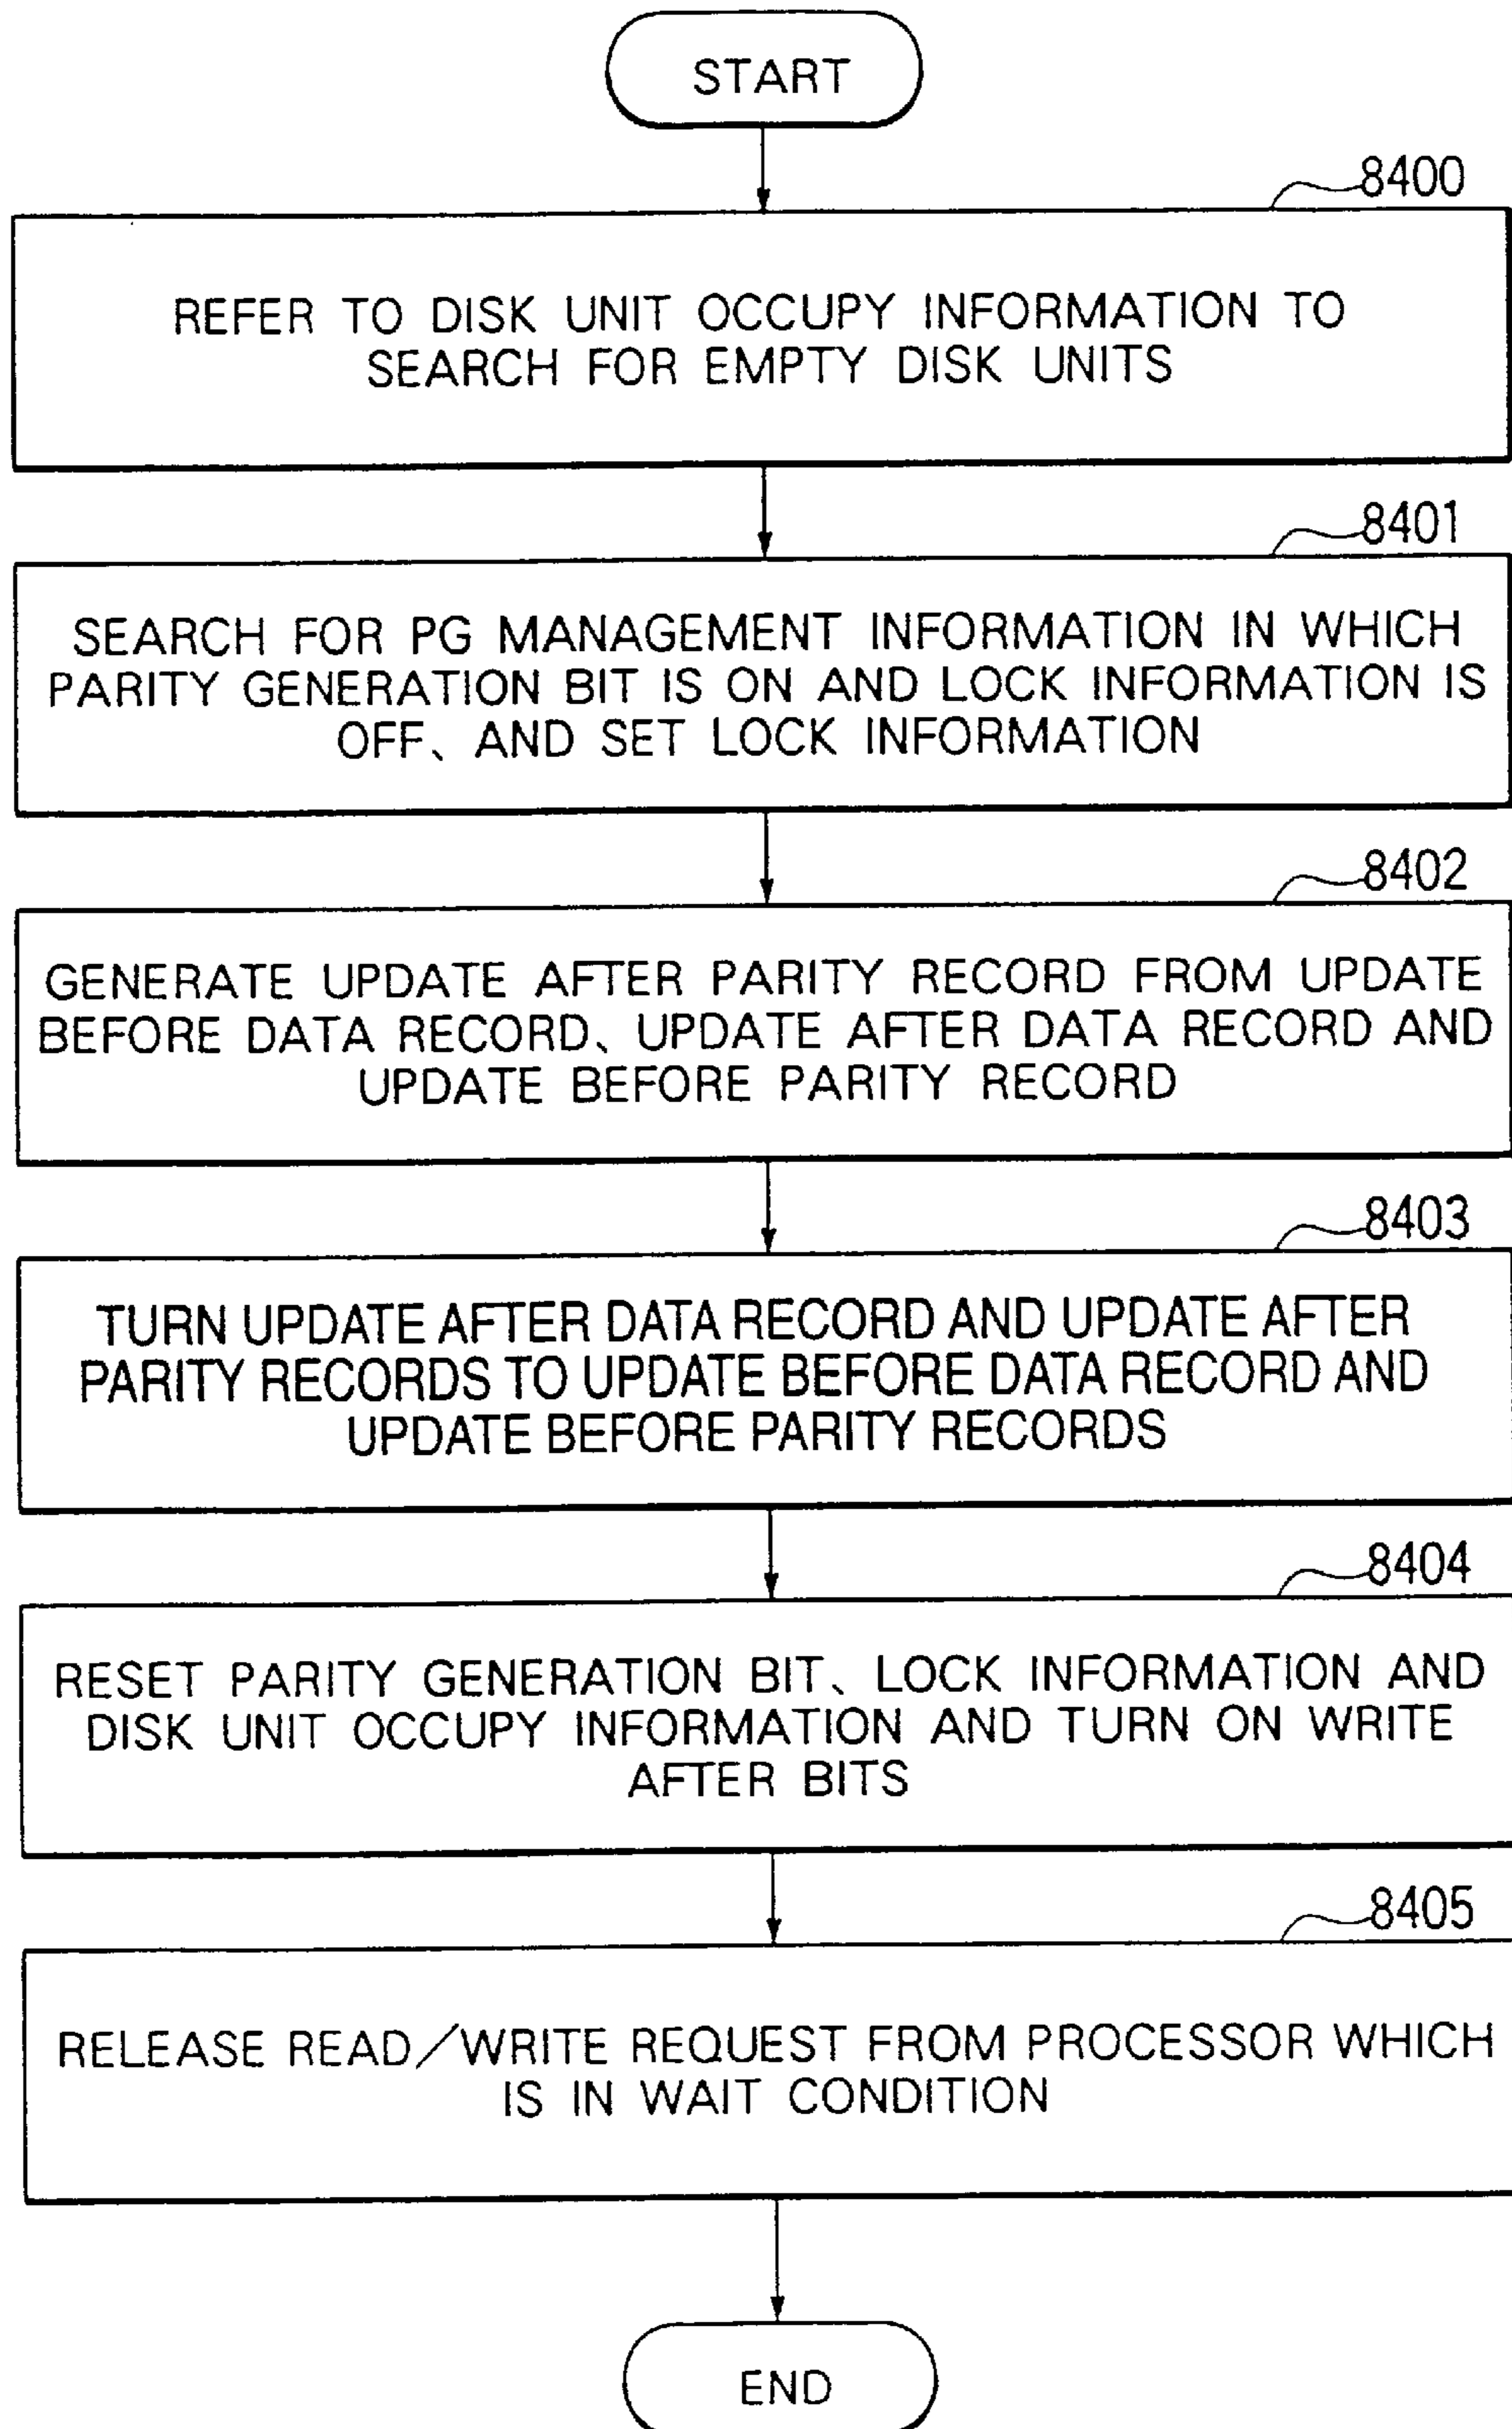 START
8400
REFER TO DISK UNIT OCCUPY INFORMATION TO
SEARCH FOR EMPTY DISK UNITS
8401
SEARCH FOR PG MANAGEMENT INFORMATION IN WHICH
PARITY GENERATION BIT IS ON AND LOCK INFORMATION IS
OFF、AND SET LOCK INFORMATION
8402
GENERATE UPDATE AFTER PARITY RECORD FROM UPDATE
BEFORE DATA RECORD、UPDATE AFTER DATA RECORD AND
UPDATE BEFORE PARITY RECORD
8403
TURN UPDATE AFTER DATA RECORD AND UPDATE AFTER
PARITY RECORDS TO UPDATE BEFORE DATA RECORD AND
UPDATE BEFORE PARITY RECORDS
8404
RESET PARITY GENERATION BIT、LOCK INFORMATION AND
DISK UNIT OCCUPY INFORMATION AND TURN ON WRITE
AFTER BITS
8405
RELEASE READ/WRITE REQUEST FROM PROCESSOR WHICH
IS IN WAIT CONDITION
END